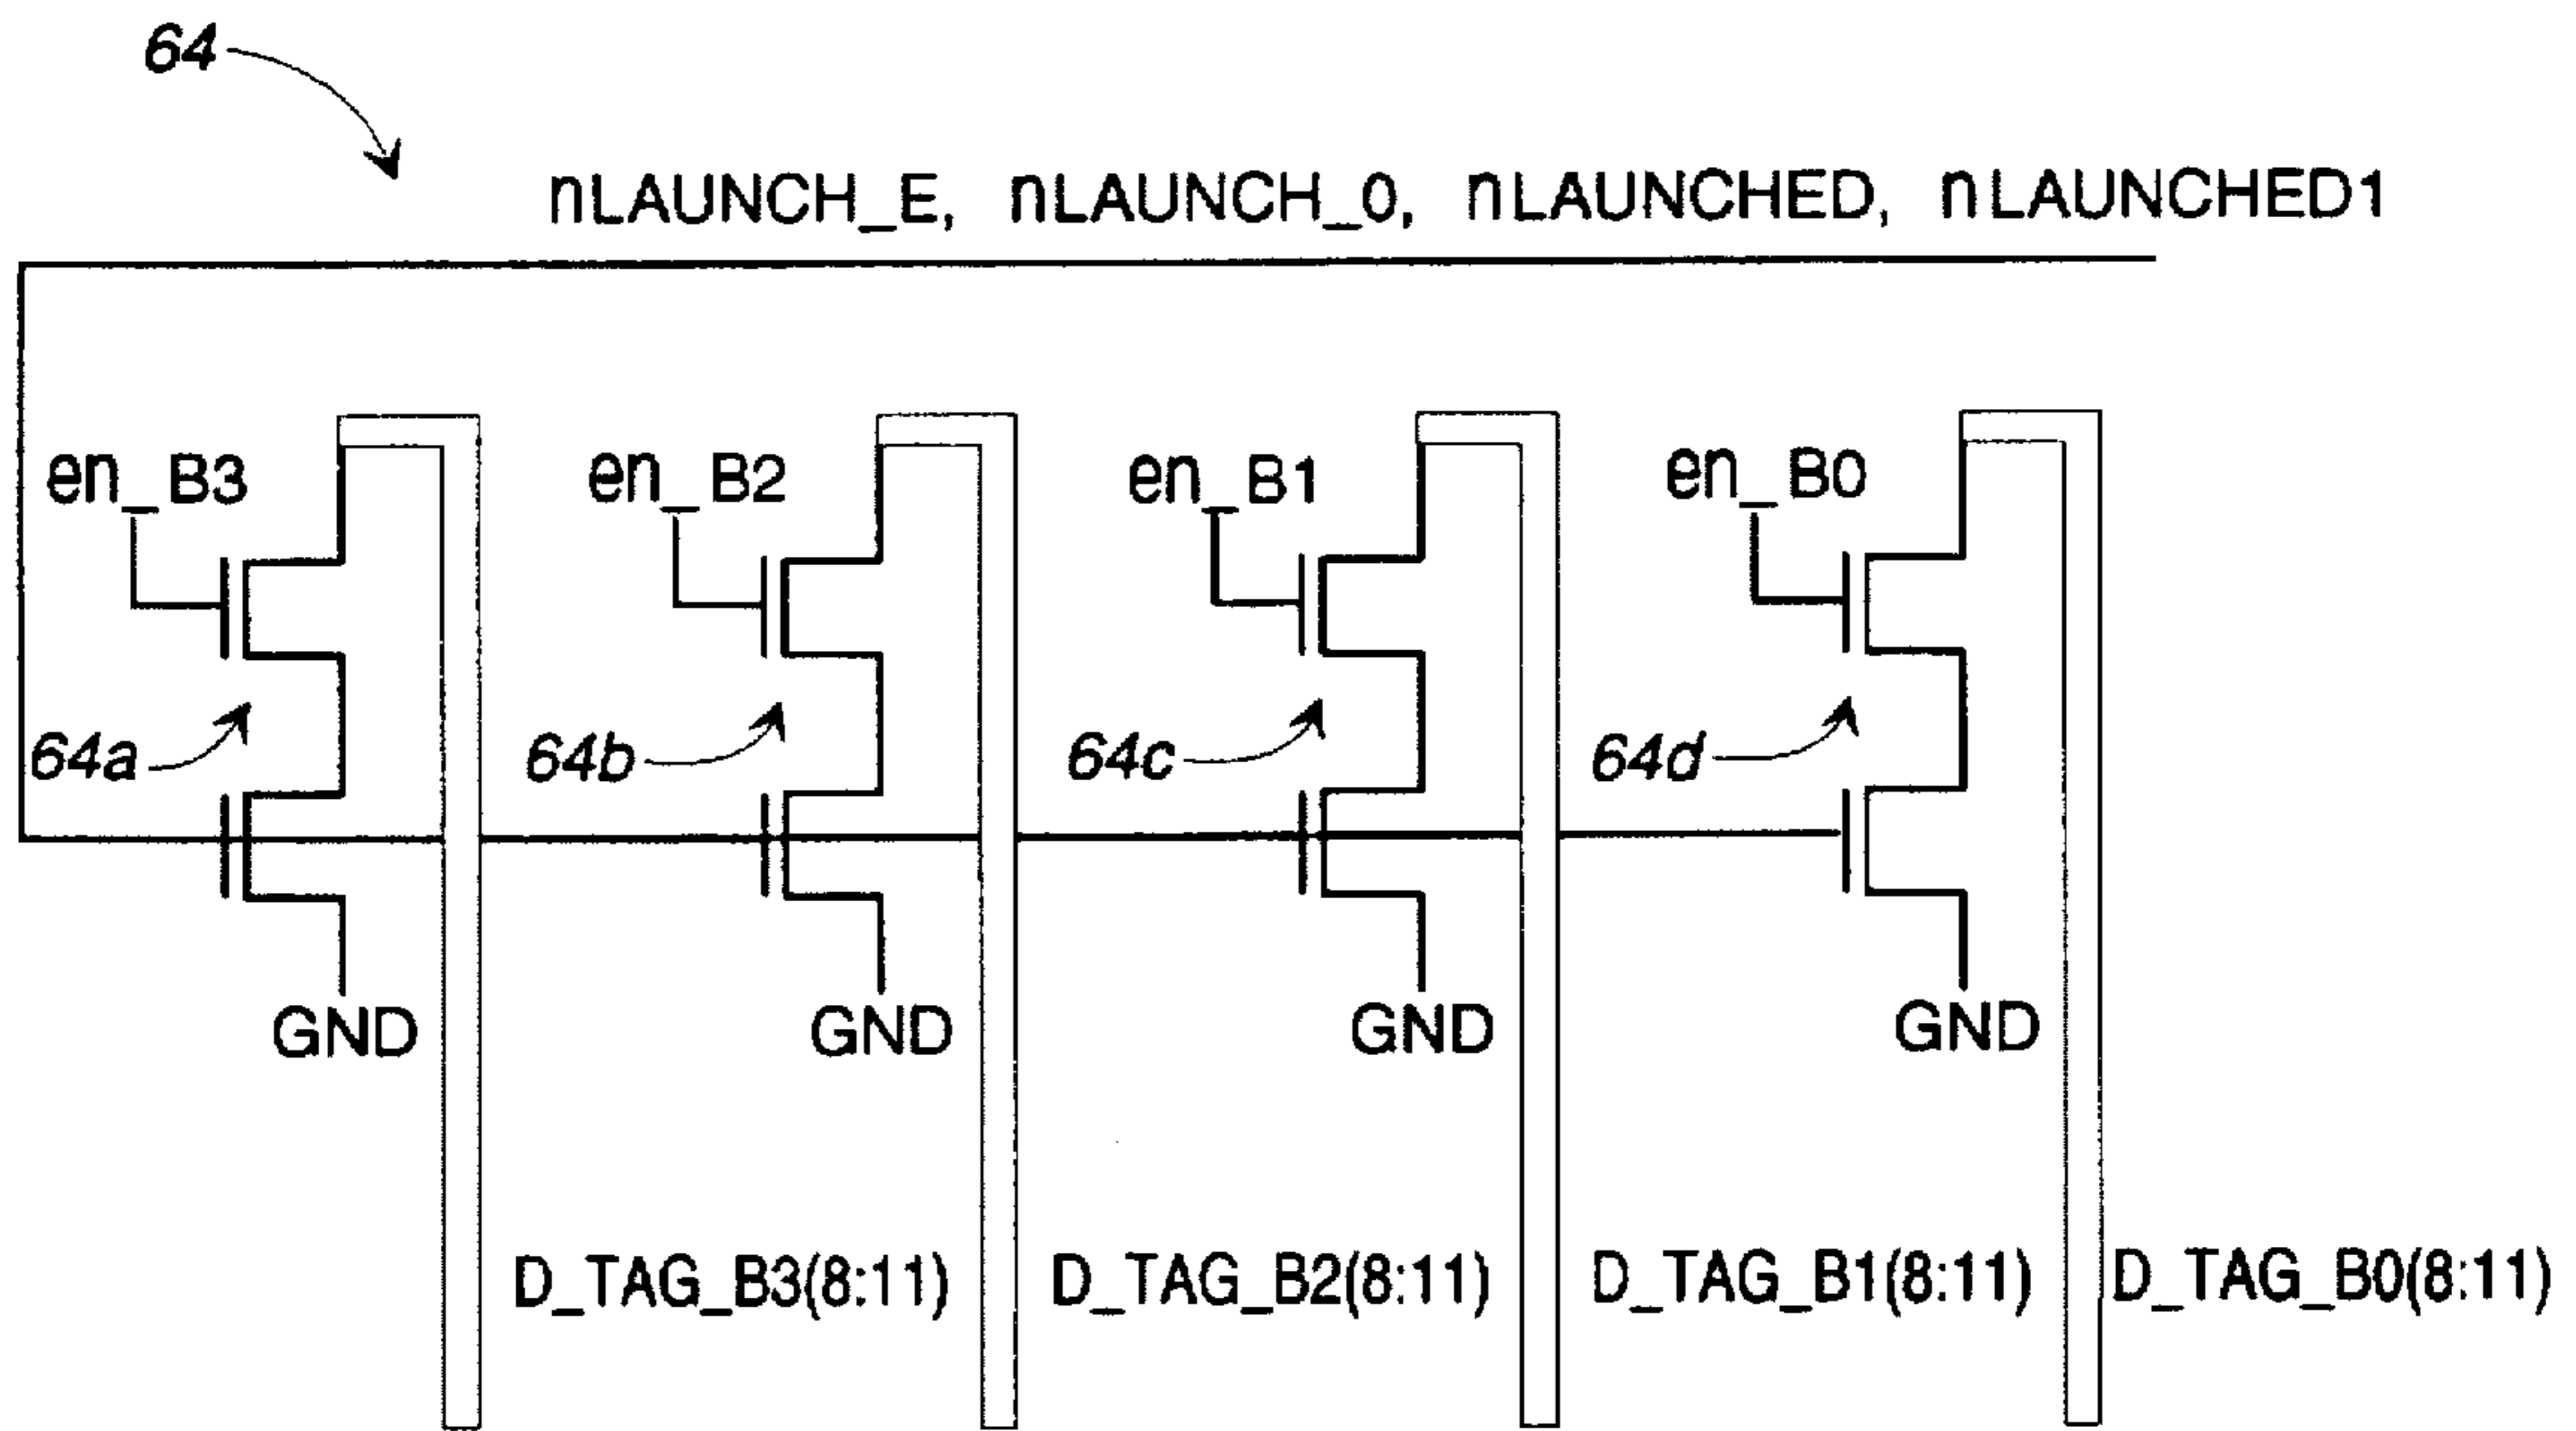 64
nLAUNCH_E, nLAUNCH_0, nLAUNCHED, nLAUNCHED1
en_B3 en_B2 en_B1 en_B0
64a 64b 64c 64d
GND GND GND GND
D_TAG_B3(8:11) D_TAG_B2(8:11) D_TAG_B1(8:11) D_TAG_B0(8:11)